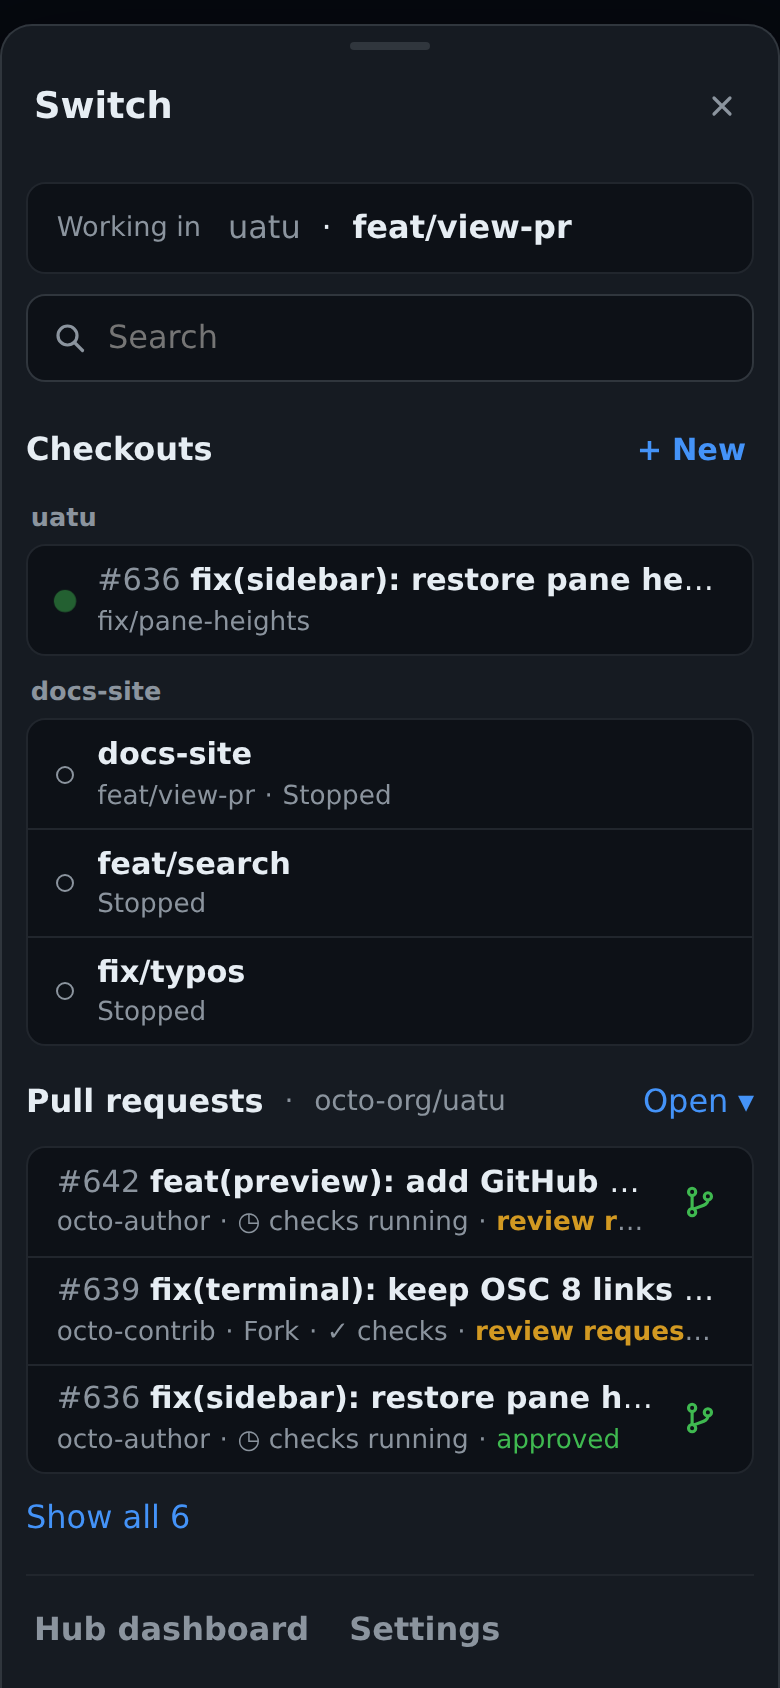 Switch ×
Working in uatu · feat/view-pr
Search
Checkouts + New
uatu
#636 fix(sidebar): restore pane he…
fix/pane-heights
docs-site
docs-site
feat/view-pr · Stopped
feat/search
Stopped
fix/typos
Stopped
Pull requests · octo-org/uatu Open ▾
#642 feat(preview): add GitHub …
octo-author · ◷ checks running · review r…
#639 fix(terminal): keep OSC 8 links …
octo-contrib · Fork · ✓ checks · review reques…
#636 fix(sidebar): restore pane h…
octo-author · ◷ checks running · approved
Show all 6
Hub dashboard Settings